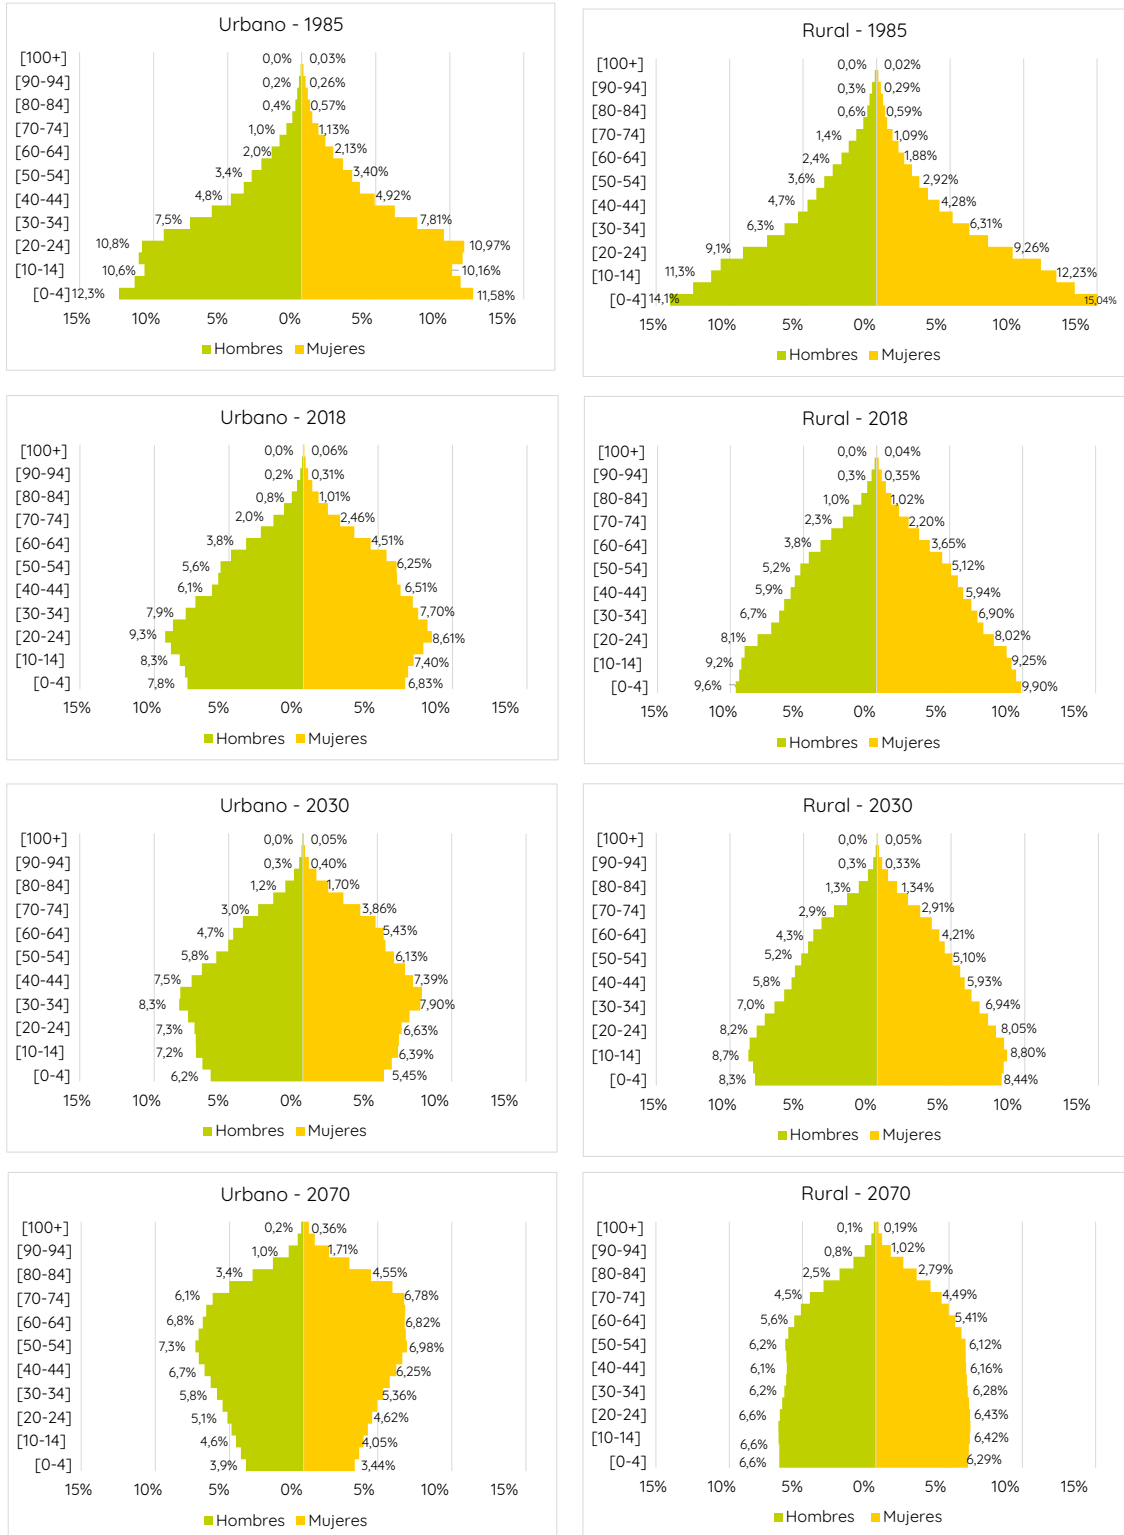 Urbano - 1985
[100+] 0,0% 0,03%
[90-94] 0,2% 0,26%
[80-84] 0,4% 0,57%
[70-74] 1,0% 1,13%
[60-64] 2,0% 2,13%
[50-54] 3,4% 3,40%
[40-44] 4,8% 4,92%
[30-34] 7,5% 7,81%
[20-24] 10,8% 10,97%
[10-14] 10,6% 10,16%
[0-4] 12,3% 11,58%
15% 10% 5% 0% 5% 10% 15%
Hombres Mujeres
Rural - 1985
[100+] 0,0% 0,02%
[90-94] 0,3% 0,29%
[80-84] 0,6% 0,59%
[70-74] 1,4% 1,09%
[60-64] 2,4% 1,88%
[50-54] 3,6% 2,92%
[40-44] 4,7% 4,28%
[30-34] 6,3% 6,31%
[20-24] 9,1% 9,26%
[10-14] 11,3% 12,23%
[0-4] 14,1% 15,04%
15% 10% 5% 0% 5% 10% 15%
Hombres Mujeres
Urbano - 2018
[100+] 0,0% 0,06%
[90-94] 0,2% 0,31%
[80-84] 0,8% 1,01%
[70-74] 2,0% 2,46%
[60-64] 3,8% 4,51%
[50-54] 5,6% 6,25%
[40-44] 6,1% 6,51%
[30-34] 7,9% 7,70%
[20-24] 9,3% 8,61%
[10-14] 8,3% 7,40%
[0-4] 7,8% 6,83%
15% 10% 5% 0% 5% 10% 15%
Hombres Mujeres
Rural - 2018
[100+] 0,0% 0,04%
[90-94] 0,3% 0,35%
[80-84] 1,0% 1,02%
[70-74] 2,3% 2,20%
[60-64] 3,8% 3,65%
[50-54] 5,2% 5,12%
[40-44] 5,9% 5,94%
[30-34] 6,7% 6,90%
[20-24] 8,1% 8,02%
[10-14] 9,2% 9,25%
[0-4] 9,6% 9,90%
15% 10% 5% 0% 5% 10% 15%
Hombres Mujeres
Urbano - 2030
[100+] 0,0% 0,05%
[90-94] 0,3% 0,40%
[80-84] 1,2% 1,70%
[70-74] 3,0% 3,86%
[60-64] 4,7% 5,43%
[50-54] 5,8% 6,13%
[40-44] 7,5% 7,39%
[30-34] 8,3% 7,90%
[20-24] 7,3% 6,63%
[10-14] 7,2% 6,39%
[0-4] 6,2% 5,45%
15% 10% 5% 0% 5% 10% 15%
Hombres Mujeres
Rural - 2030
[100+] 0,0% 0,05%
[90-94] 0,3% 0,33%
[80-84] 1,3% 1,34%
[70-74] 2,9% 2,91%
[60-64] 4,3% 4,21%
[50-54] 5,2% 5,10%
[40-44] 5,8% 5,93%
[30-34] 7,0% 6,94%
[20-24] 8,2% 8,05%
[10-14] 8,7% 8,80%
[0-4] 8,3% 8,44%
15% 10% 5% 0% 5% 10% 15%
Hombres Mujeres
Urbano - 2070
[100+] 0,2% 0,36%
[90-94] 1,0% 1,71%
[80-84] 3,4% 4,55%
[70-74] 6,1% 6,78%
[60-64] 6,8% 6,82%
[50-54] 7,3% 6,98%
[40-44] 6,7% 6,25%
[30-34] 5,8% 5,36%
[20-24] 5,1% 4,62%
[10-14] 4,6% 4,05%
[0-4] 3,9% 3,44%
15% 10% 5% 0% 5% 10% 15%
Hombres Mujeres
Rural - 2070
[100+] 0,1% 0,19%
[90-94] 0,8% 1,02%
[80-84] 2,5% 2,79%
[70-74] 4,5% 4,49%
[60-64] 5,6% 5,41%
[50-54] 6,2% 6,12%
[40-44] 6,1% 6,16%
[30-34] 6,2% 6,28%
[20-24] 6,6% 6,43%
[10-14] 6,6% 6,42%
[0-4] 6,6% 6,29%
15% 10% 5% 0% 5% 10% 15%
Hombres Mujeres